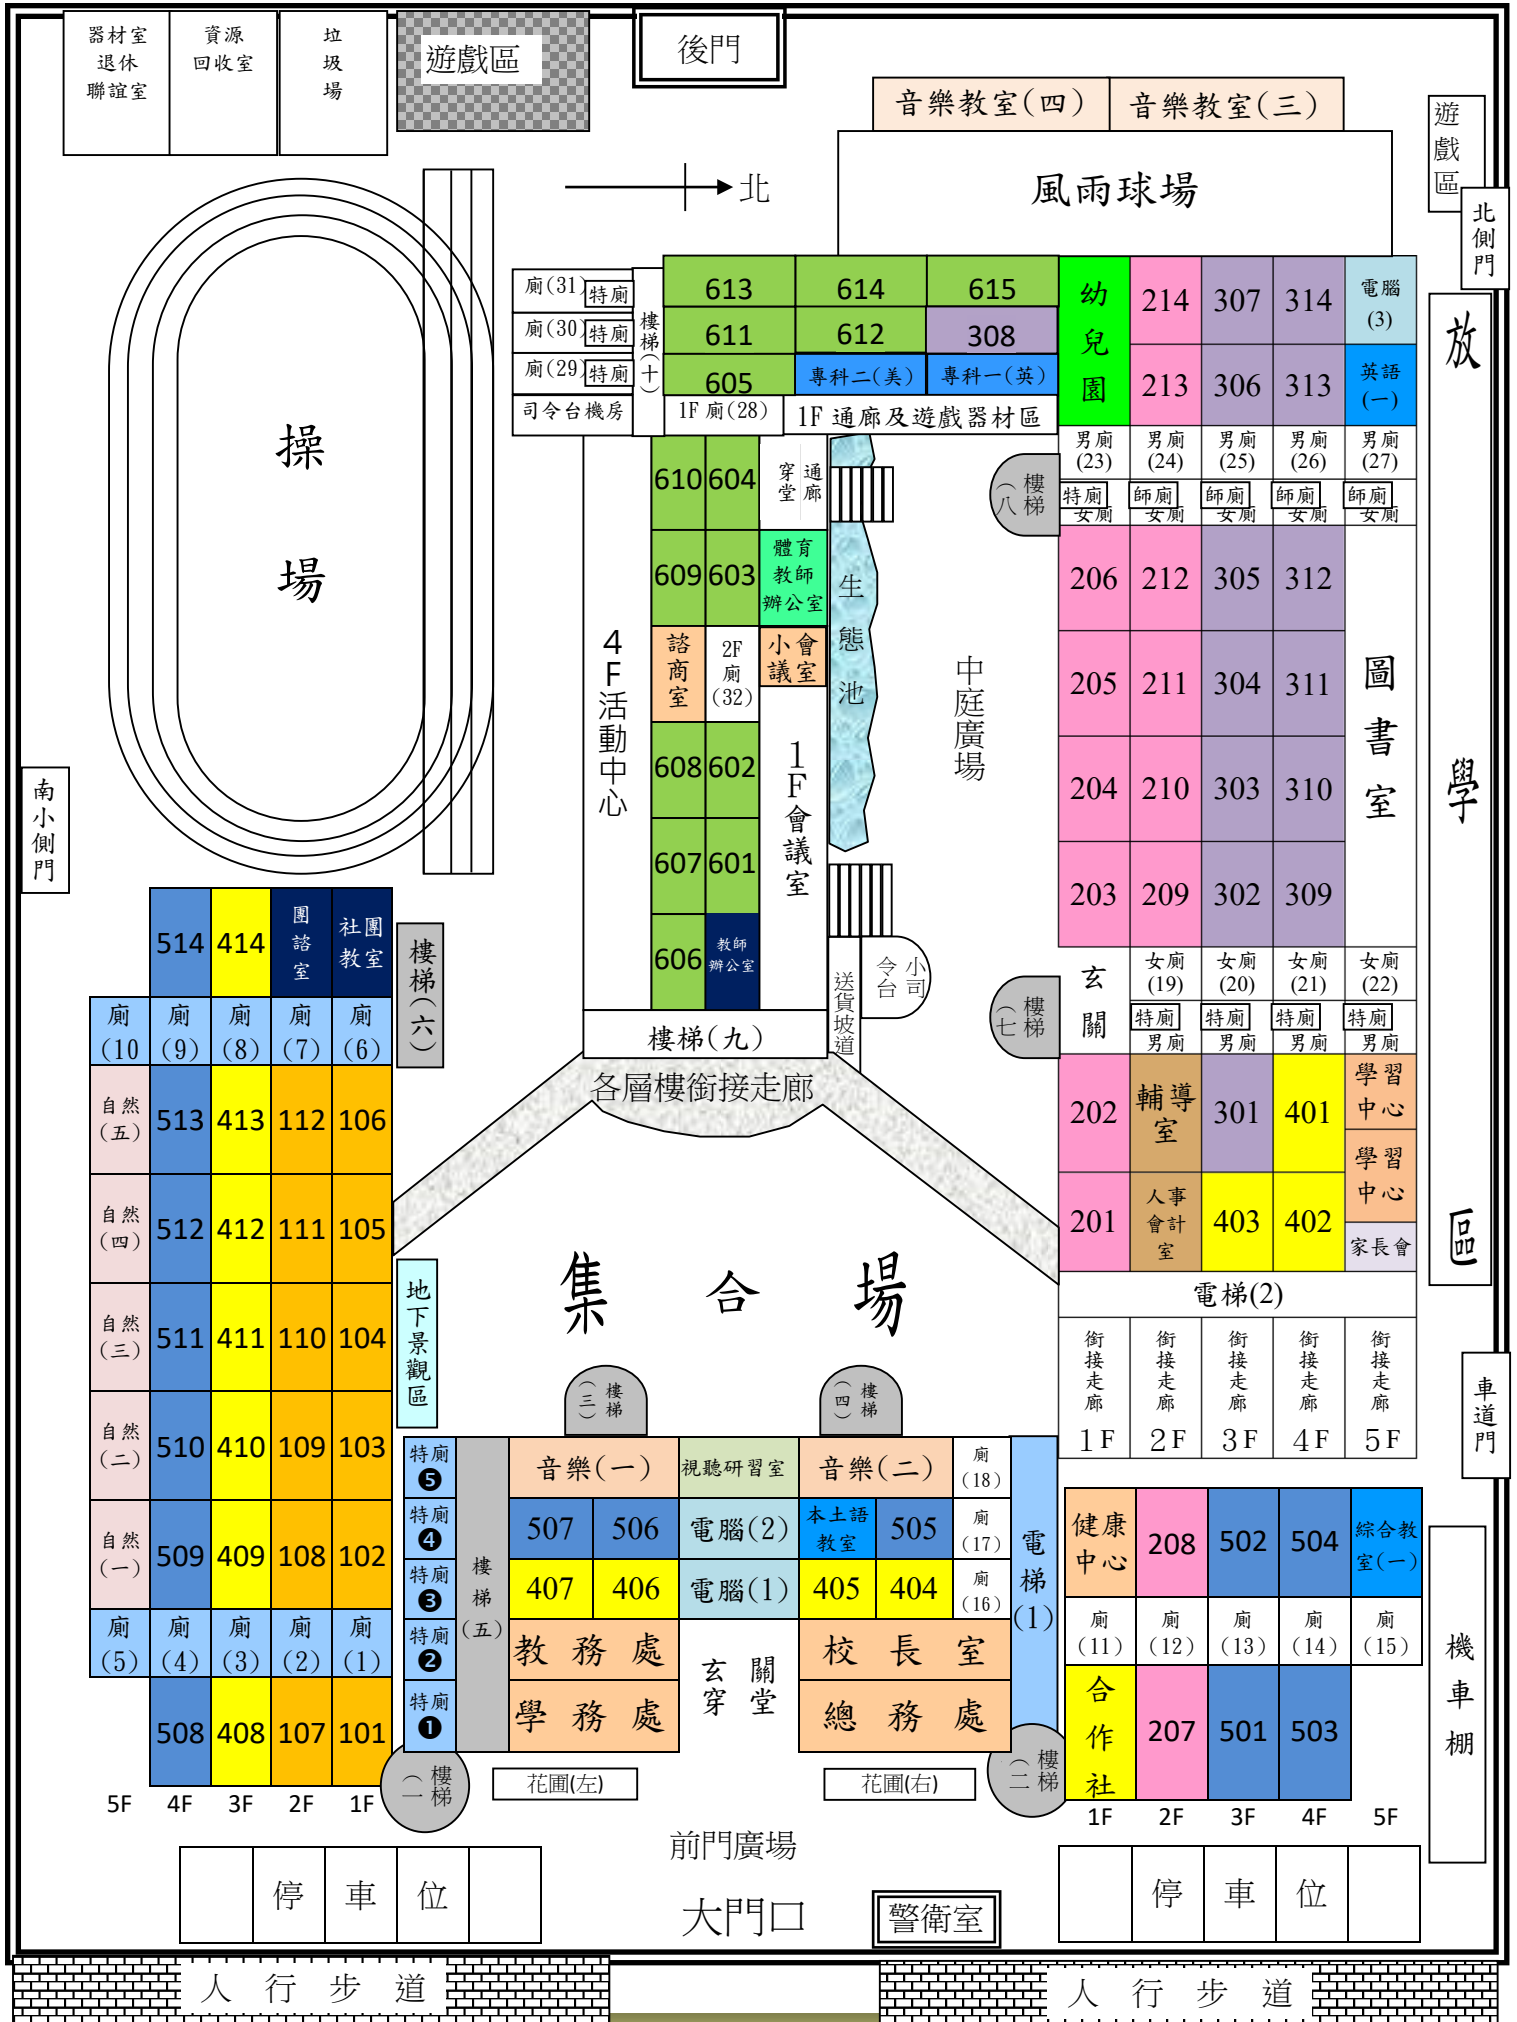 器材室
退休
聯誼室
資源
回收室
垃
圾
場
遊戲區
後門
音樂教室(四)
音樂教室(三)
遊
戲
區
北
風雨球場
北
側
門
操
場
廁(31)
特廁
廁(30)
特廁
廁(29)
特廁
司令台機房
樓梯(十)
613
614
615
611
612
308
605
專科二(美)
專科一(英)
1F 廁(28)
1F 通廊及遊戲器材區
幼
兒
園
214
307
314
電腦
(3)
213
306
313
英語
(一)
放
學
區
男廁
(23)
男廁
(24)
男廁
(25)
男廁
(26)
男廁
(27)
特廁
女廁
師廁
女廁
師廁
女廁
師廁
女廁
師廁
女廁
樓梯
(八)
610
604
穿堂
通廊
609
603
體育
教師
辦公室
4F活動中心
諮商室
2F
廁
(32)
小會
議室
生態池
中庭廣場
608
602
1F會議室
607
601
606
教師
辦公室
206
212
305
312
205
211
304
311
圖書室
204
210
303
310
203
209
302
309
南小側門
送貨坡道
小司
令台
樓梯(九)
各層樓銜接走廊
樓梯
(七)
玄
關
女廁
(19)
女廁
(20)
女廁
(21)
女廁
(22)
特廁
男廁
特廁
男廁
特廁
男廁
特廁
男廁
202
輔導
室
301
401
學習
中心
學習
中心
201
人事
會計
室
403
402
家長會
電梯(2)
銜接走廊
1F
銜接走廊
2F
銜接走廊
3F
銜接走廊
4F
銜接走廊
5F
車道門
514
414
團
諮
室
社團
教室
樓梯(六)
廁
(10
廁
(9)
廁
(8)
廁
(7)
廁
(6)
自然
(五)
513
413
112
106
自然
(四)
512
412
111
105
自然
(三)
511
411
110
104
自然
(二)
510
410
109
103
自然
(一)
509
409
108
102
廁
(5)
廁
(4)
廁
(3)
廁
(2)
廁
(1)
508
408
107
101
5F
4F
3F
2F
1F
地下景觀區
集 合 場
樓梯
(三)
樓梯
(四)
特廁
❺
音樂(一)
視聽研習室
音樂(二)
廁
(18)
特廁
❹
507
506
電腦(2)
本土語
教室
505
廁
(17)
特廁
❸
407
406
電腦(1)
405
404
廁
(16)
特廁
❷
教 務 處
玄 關
穿 堂
校 長 室
特廁
❶
學 務 處
總 務 處
樓梯(五)
電梯(1)
樓梯
(一
樓梯
(二
花圃(左)
花圃(右)
健康
中心
208
502
504
綜合教
室(一)
廁
(11)
廁
(12)
廁
(13)
廁
(14)
廁
(15)
合
作
社
207
501
503
1F
2F
3F
4F
5F
機車棚
前門廣場
大門口
警衛室
停 車 位
停 車 位
人 行 步 道
人 行 步 道